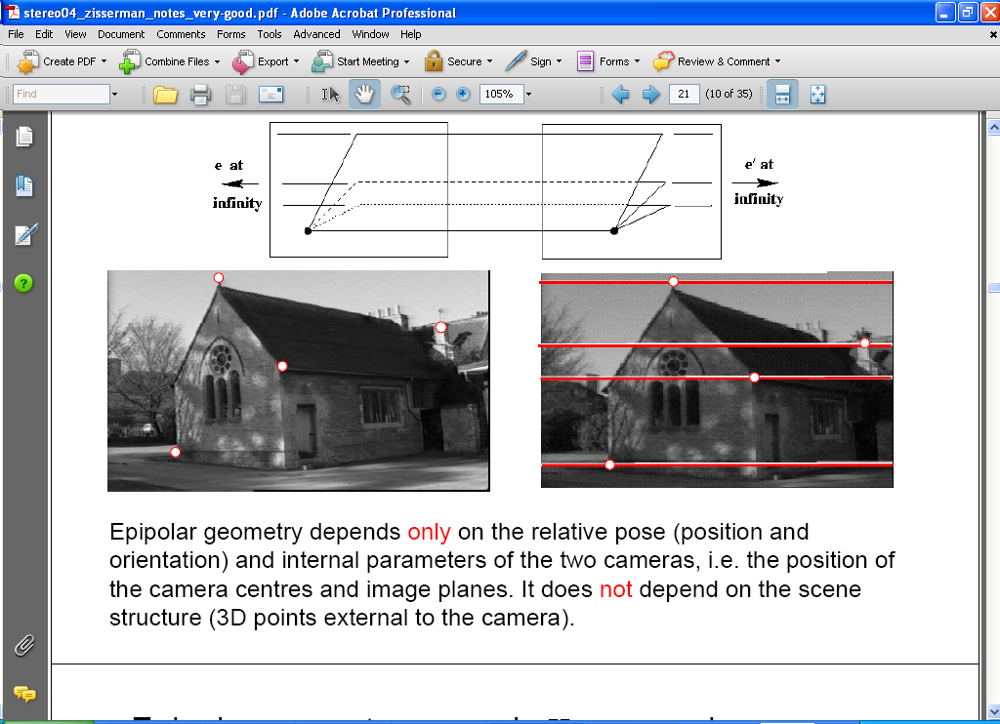 stereo04_zisserman_notes_very-good.pdf - Adobe Acrobat Professional
File Edit View Document Comments Forms Tools Advanced Window Help
Create PDF Combine Files Export Start Meeting Secure Sign Forms Review & Comment
Find 105% 21 (10 of 35)
e at
infinity
e' at
infinity
Epipolar geometry depends only on the relative pose (position and
orientation) and internal parameters of the two cameras, i.e. the position of
the camera centres and image planes. It does not depend on the scene
structure (3D points external to the camera).